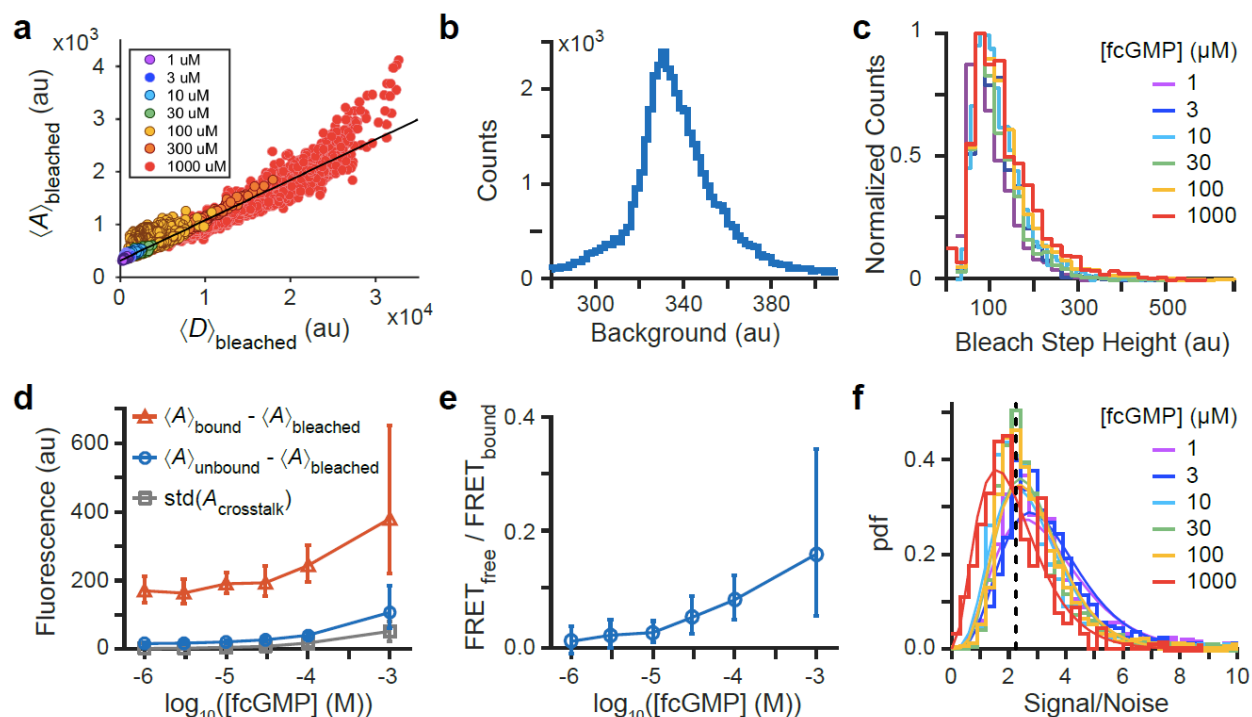 a
×10³
1 uM
3 uM
10 uM
30 uM
100 uM
300 uM
1000 uM
⟨A⟩bleached (au)
4
3
2
1
0
0 1 2 3
×10⁴
⟨D⟩bleached (au)
b
×10³
Counts
2
1
0
300 340 380
Background (au)
c
[fcGMP] (µM)
1
3
10
30
100
1000
Normalized Counts
1
0.5
0
100 300 500
Bleach Step Height (au)
d
⟨A⟩bound - ⟨A⟩bleached
⟨A⟩unbound - ⟨A⟩bleached
std(Acrosstalk)
Fluorescence (au)
600
400
200
0
-6 -5 -4 -3
log₁₀([fcGMP] (M))
e
FRETfree / FRETbound
0.4
0.2
0.0
-6 -5 -4 -3
log₁₀([fcGMP] (M))
f
[fcGMP] (µM)
1
3
10
30
100
1000
pdf
0.4
0.2
0.0
0 2 4 6 8 10
Signal/Noise